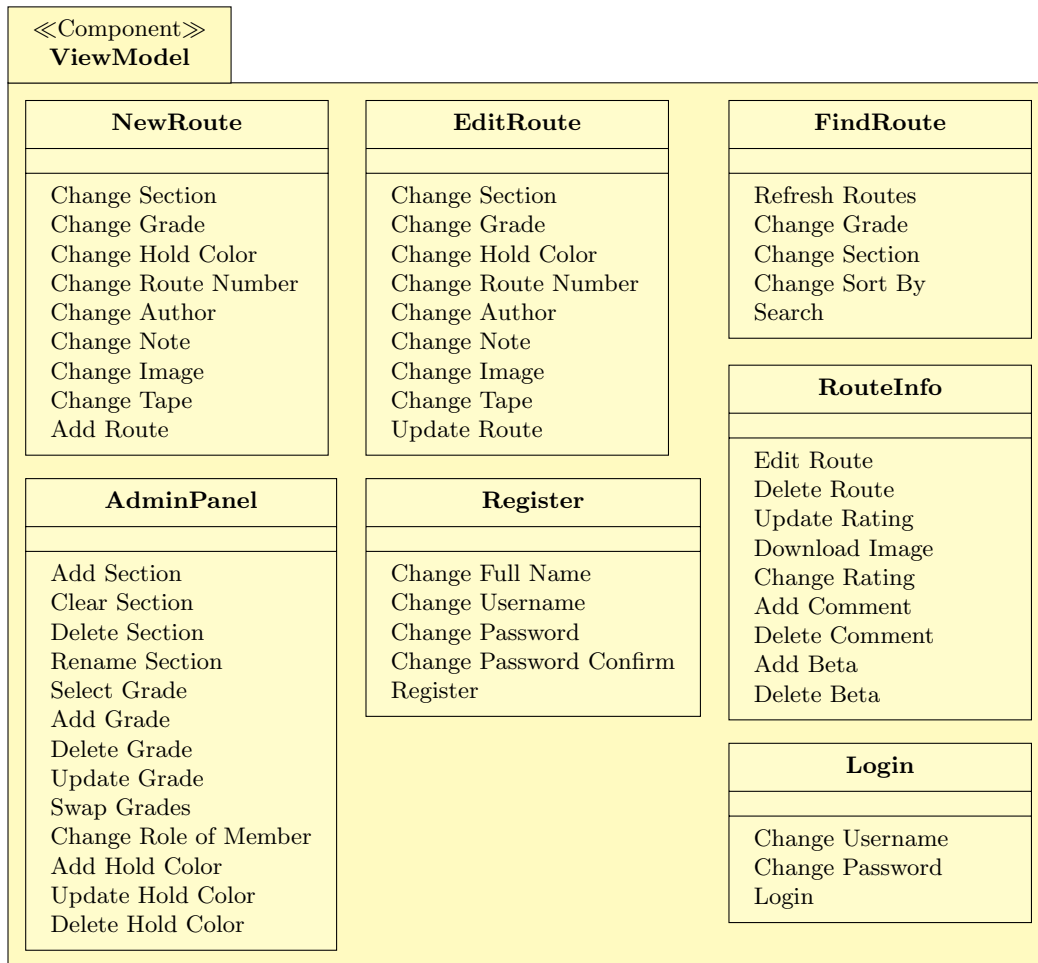 ≪Component≫
ViewModel
NewRoute
Change Section
Change Grade
Change Hold Color
Change Route Number
Change Author
Change Note
Change Image
Change Tape
Add Route
EditRoute
Change Section
Change Grade
Change Hold Color
Change Route Number
Change Author
Change Note
Change Image
Change Tape
Update Route
FindRoute
Refresh Routes
Change Grade
Change Section
Change Sort By
Search
RouteInfo
Edit Route
Delete Route
Update Rating
Download Image
Change Rating
Add Comment
Delete Comment
Add Beta
Delete Beta
AdminPanel
Add Section
Clear Section
Delete Section
Rename Section
Select Grade
Add Grade
Delete Grade
Update Grade
Swap Grades
Change Role of Member
Add Hold Color
Update Hold Color
Delete Hold Color
Register
Change Full Name
Change Username
Change Password
Change Password Confirm
Register
Login
Change Username
Change Password
Login